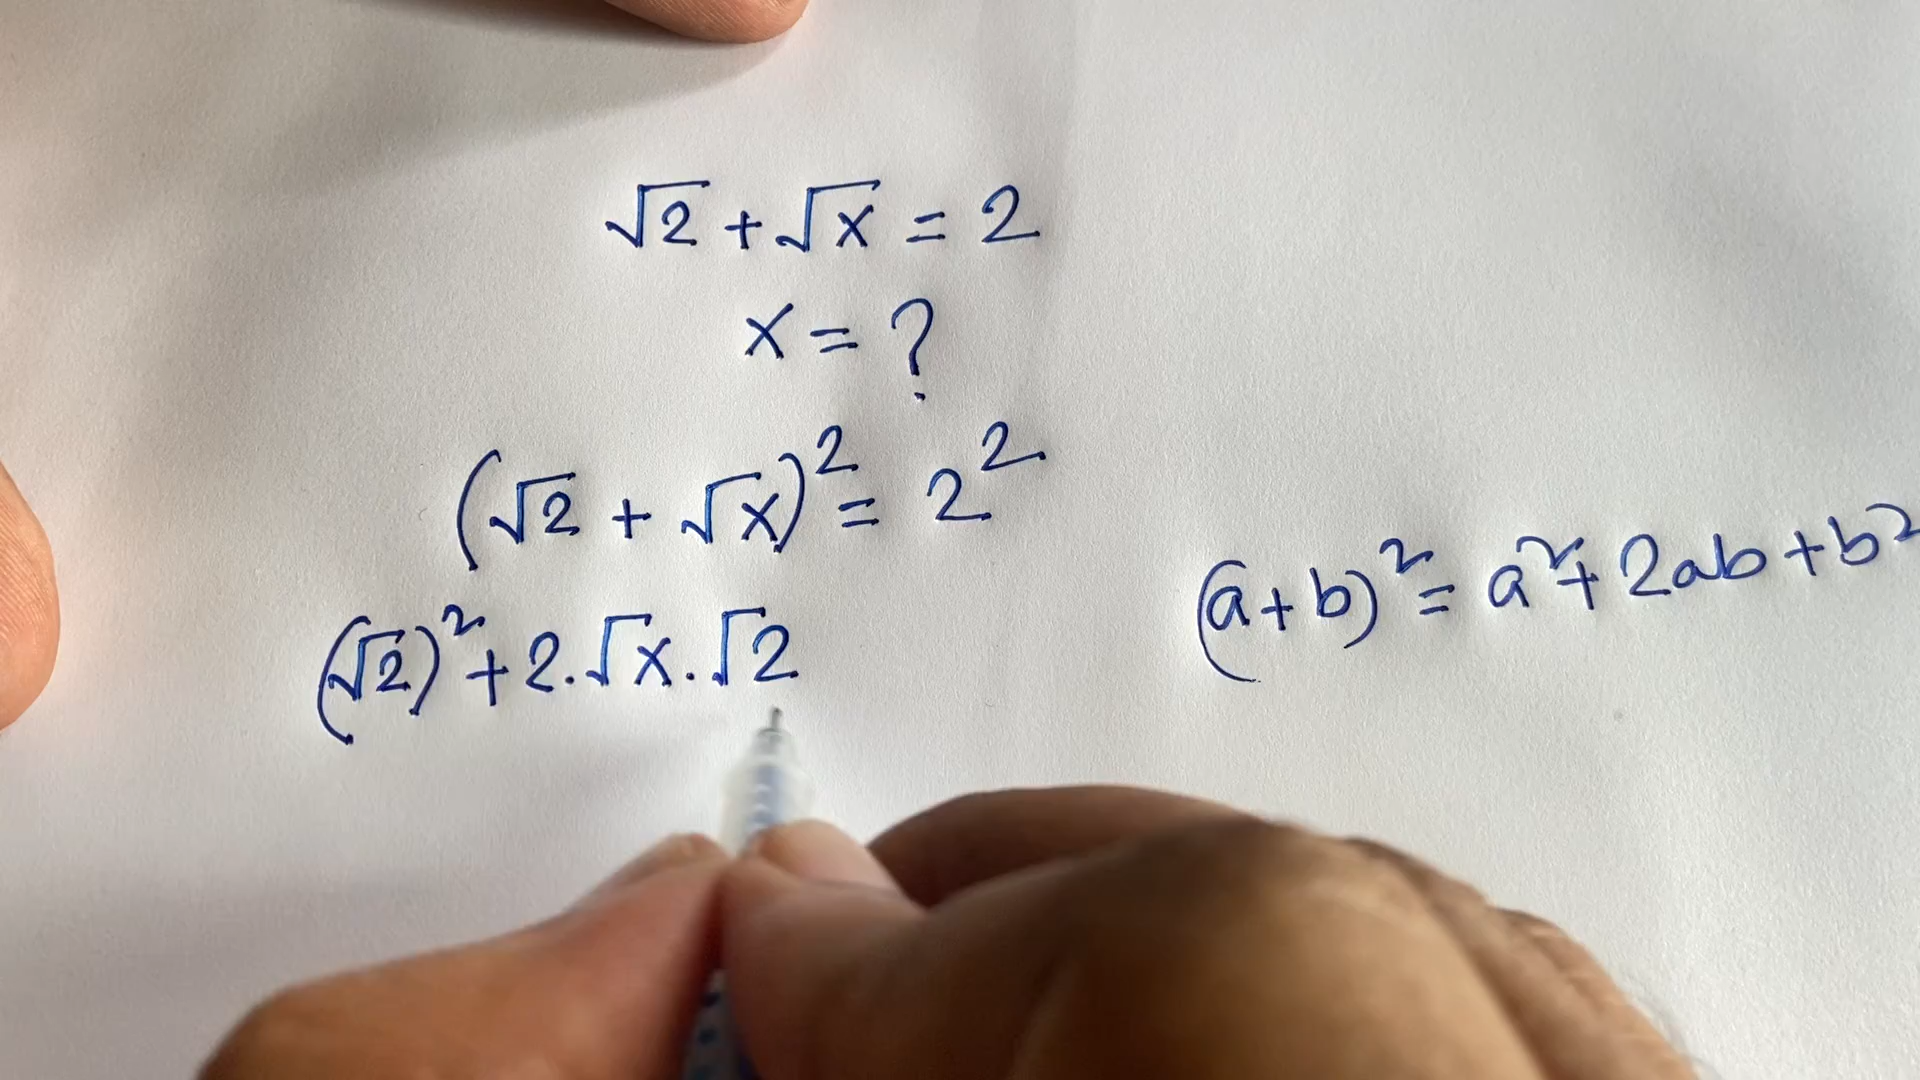 √2 + √x = 2
x = ?
(√2 + √x)² = 2²
(a+b)² = a² + 2ab + b²
(√2)² + 2.√x.√2